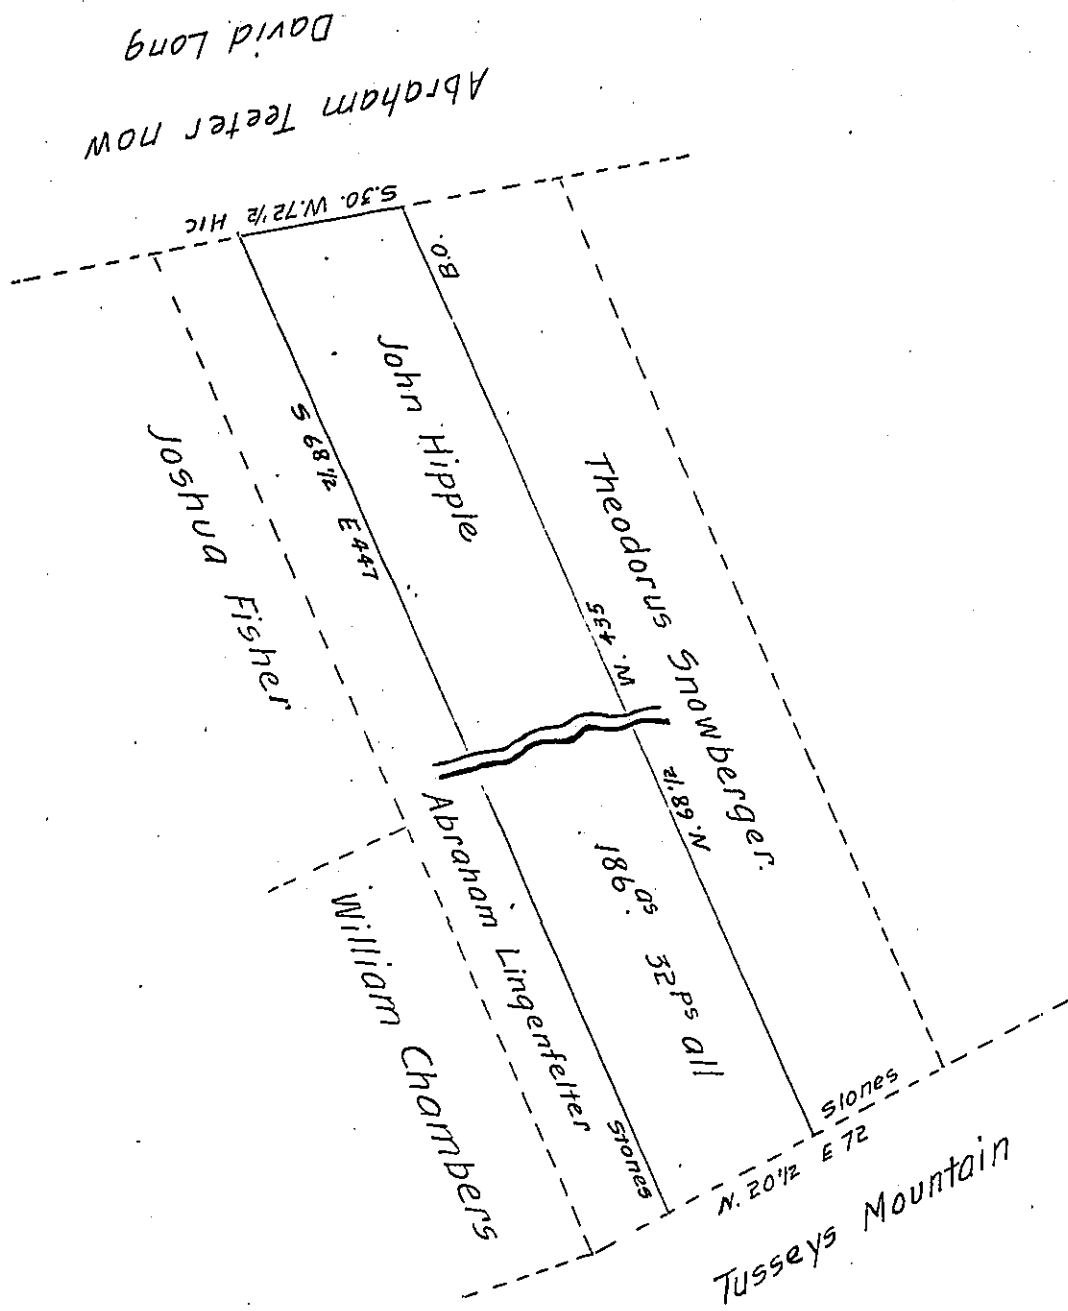 David Long
Abraham Teeter now
S.30. W.72½ HIC
B.O.
John Hipple
S 68½ E 447
Joshua Fisher
Theodorus Snowberger.
N. 68½ W. 435
Abraham Lingenfelter
186.as 32ps all
William Chambers
Stones
Stones
N. 20½ E 72
Tusseys Mountain